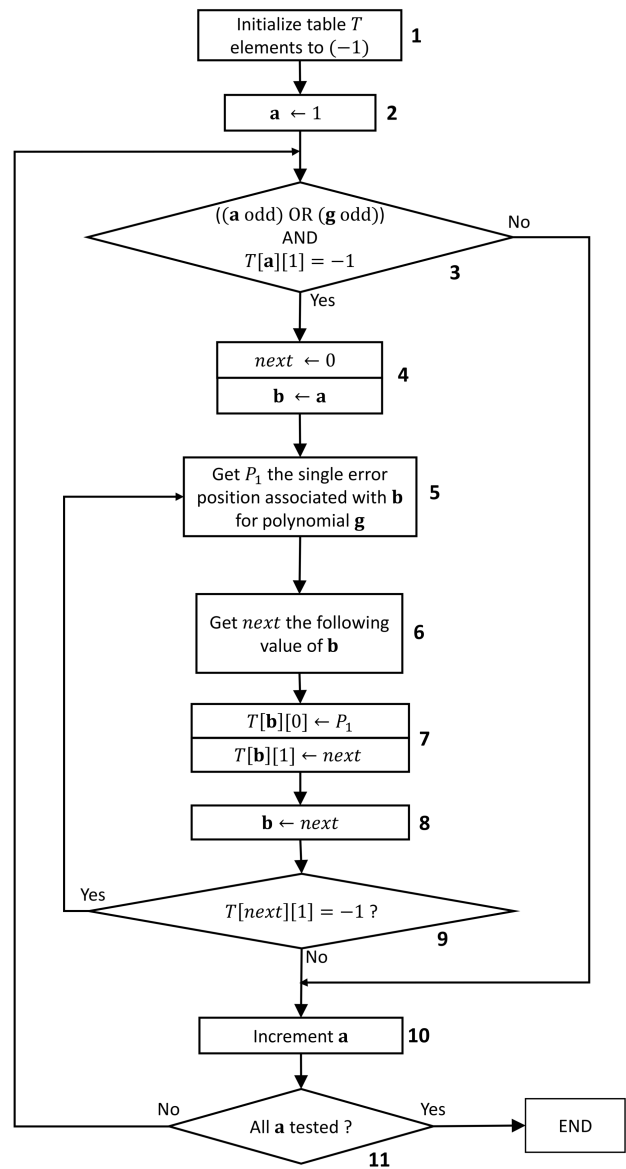 Initialize table T
elements to (−1)
1
a ← 1
2
((a odd) OR (g odd))
AND
T[a][1] = −1
3
No
Yes
next ← 0
b ← a
4
Get P₁ the single error
position associated with b
for polynomial g
5
Get next the following
value of b
6
T[b][0] ← P₁
T[b][1] ← next
7
b ← next
8
Yes
T[next][1] = −1 ?
9
No
Increment a
10
No
All a tested ?
Yes
END
11